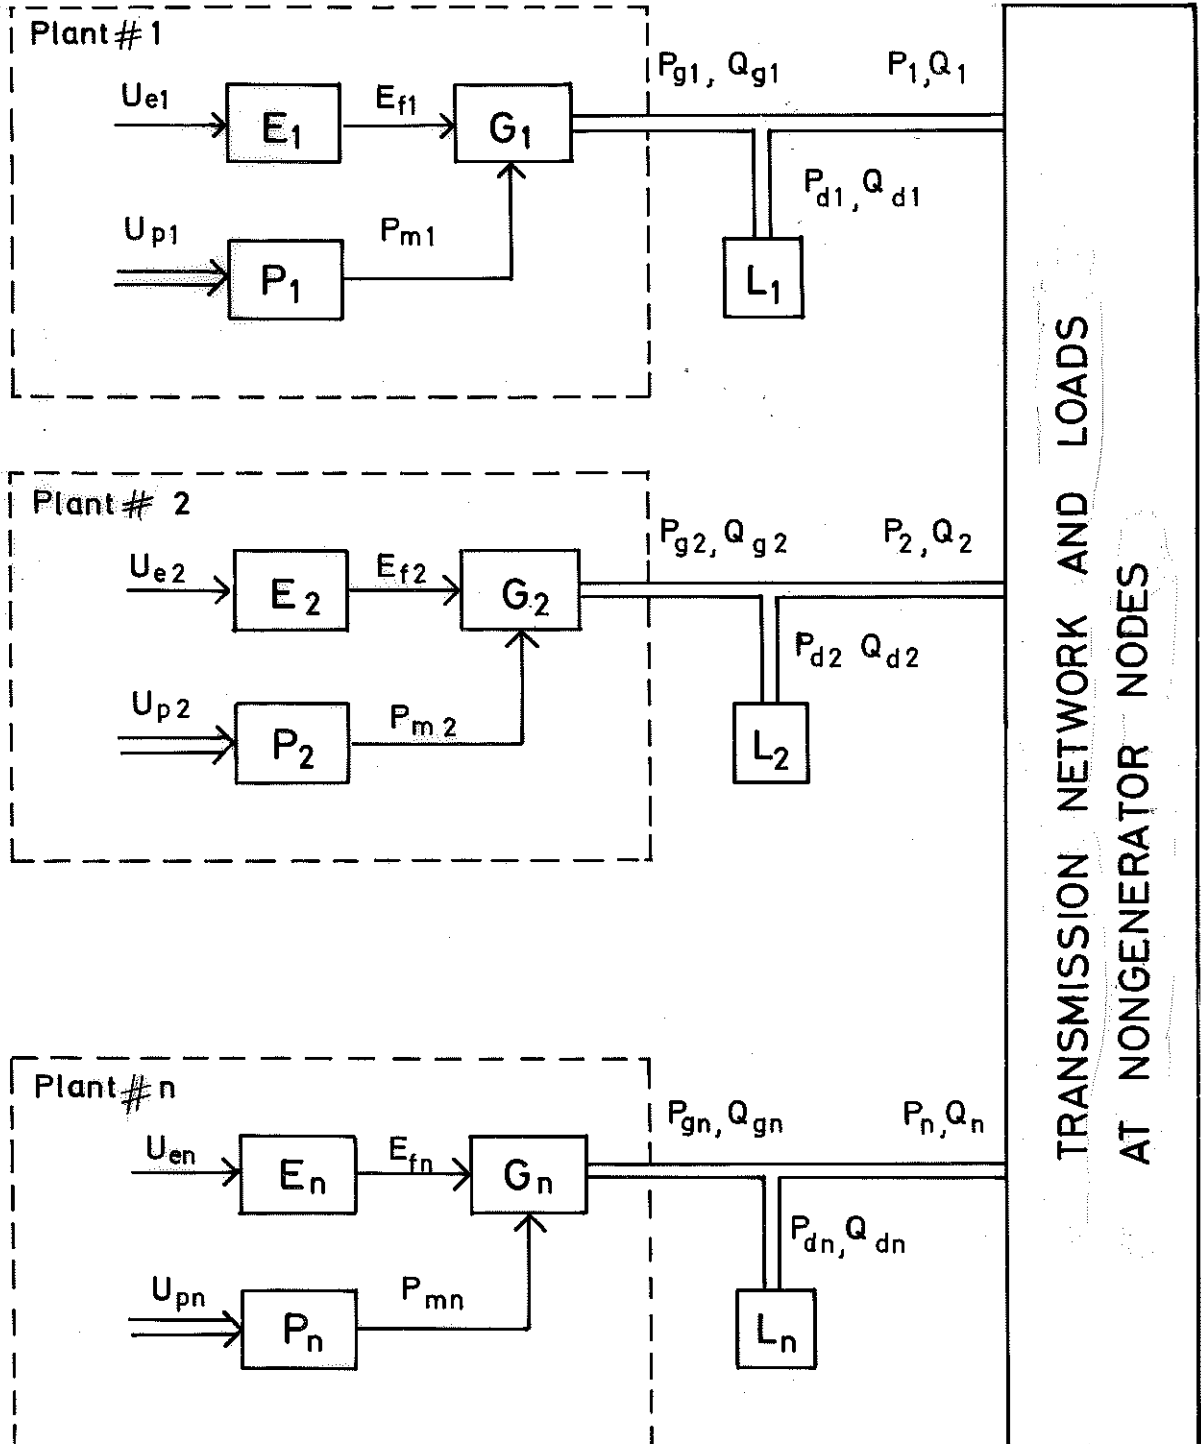 Plant # 1
Pg1, Qg1
P1, Q1
Ue1
E1
Ef1
G1
Pd1, Qd1
Up1
P1
Pm1
L1
Plant # 2
Pg2, Qg2
P2, Q2
Ue2
E2
Ef2
G2
Pd2 Qd2
Up2
P2
Pm2
L2
Plant # n
Pgn, Qgn
Pn, Qn
Uen
En
Efn
Gn
Pdn, Qdn
Upn
Pn
Pmn
Ln
TRANSMISSION NETWORK AND LOADS
AT NONGENERATOR NODES